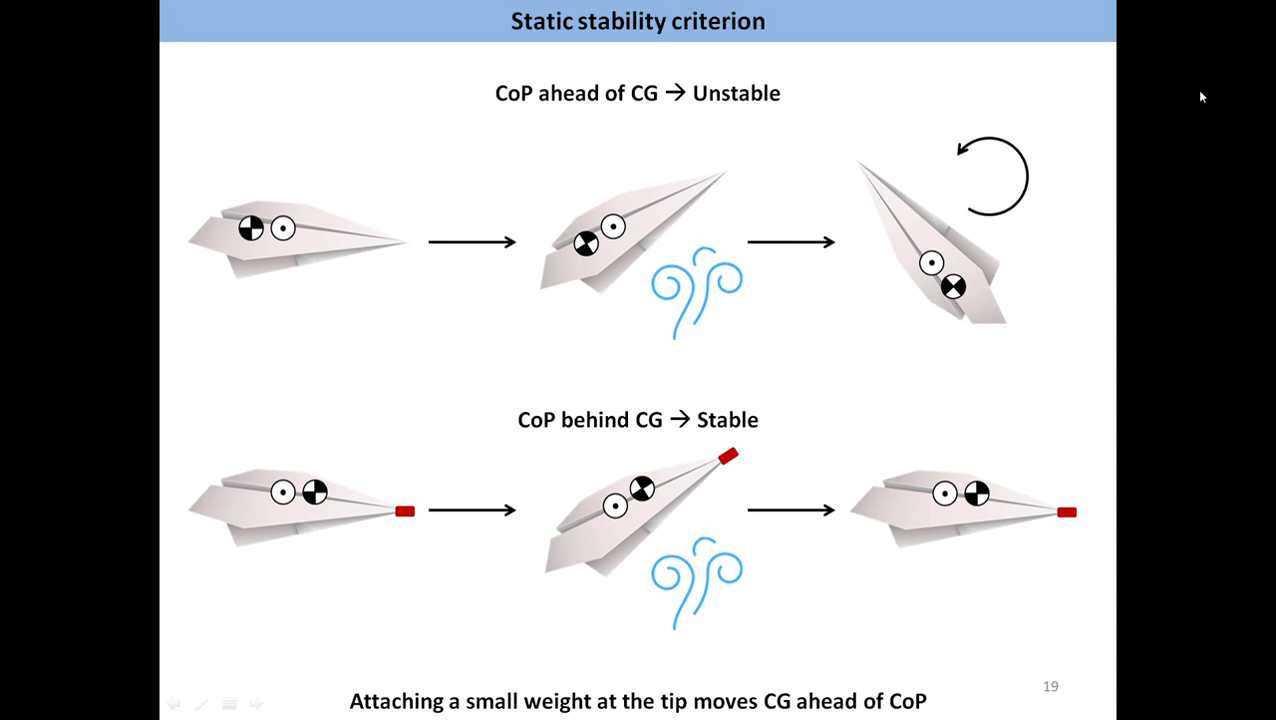 Static stability criterion
CoP ahead of CG → Unstable
CoP behind CG → Stable
19
Attaching a small weight at the tip moves CG ahead of CoP